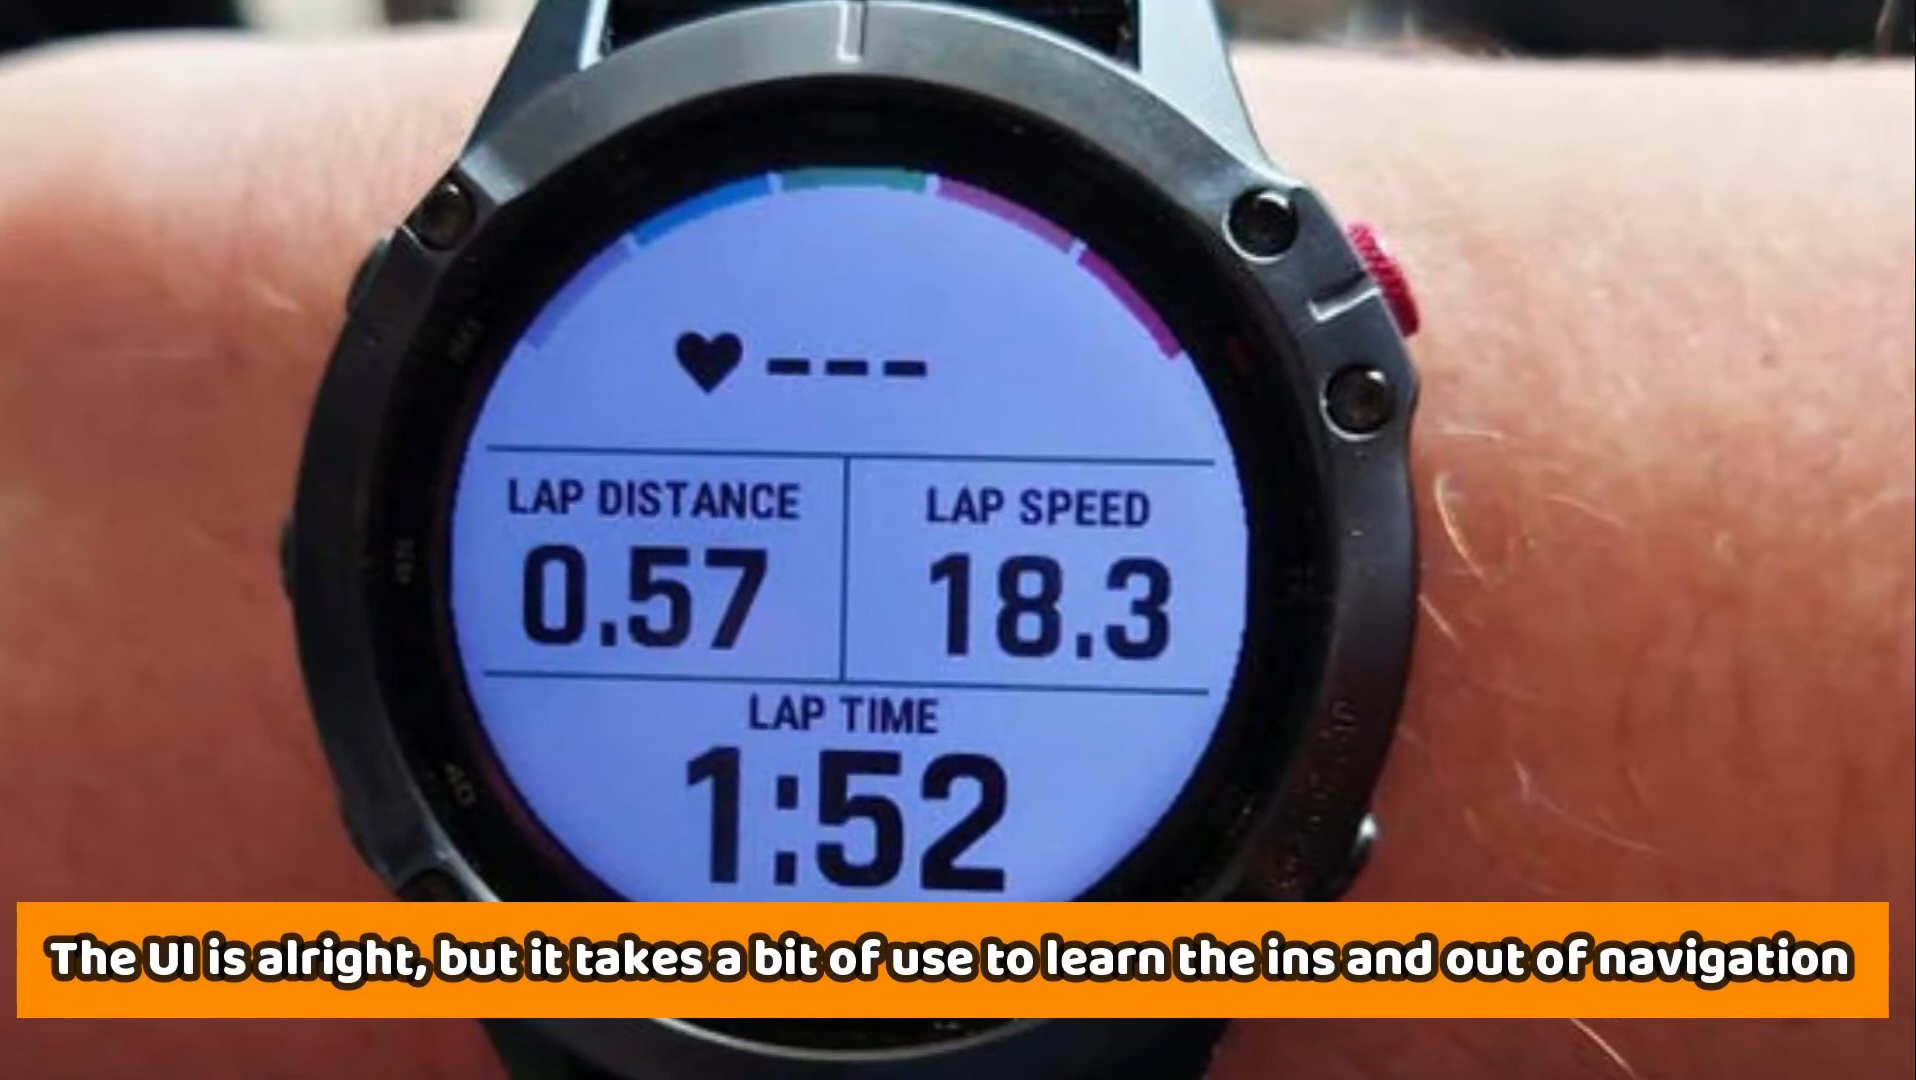 ---
LAP DISTANCE
LAP SPEED
0.57
18.3
LAP TIME
1:52
The UI is alright, but it takes a bit of use to learn the ins and out of navigation